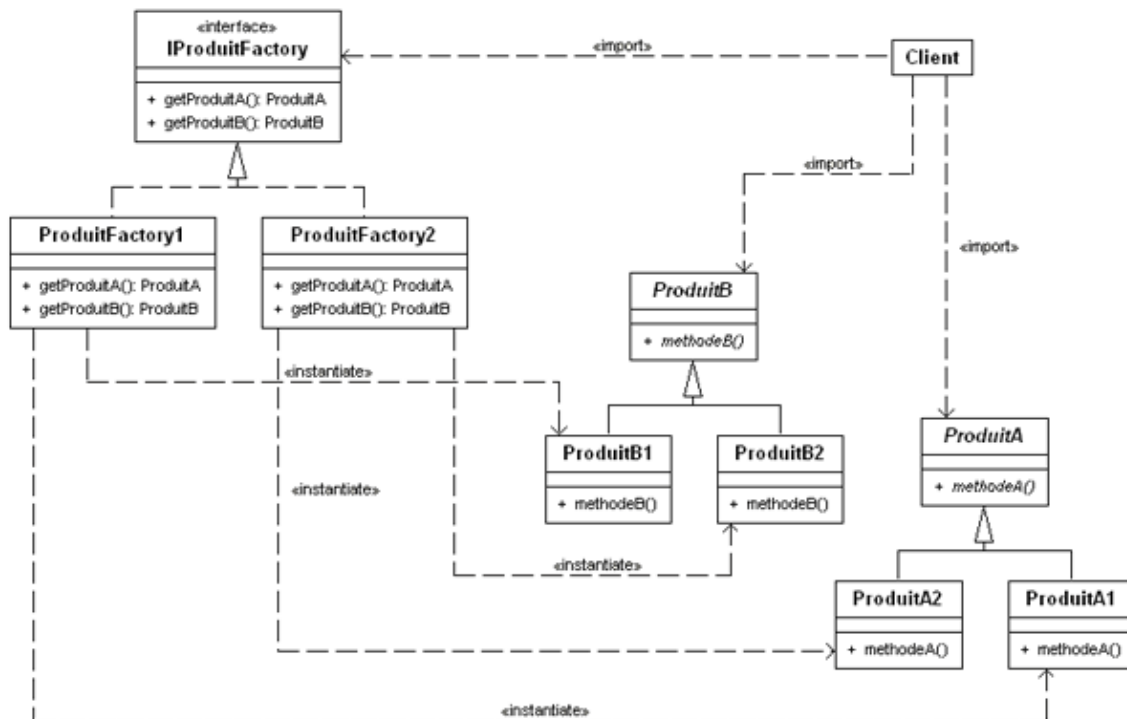 «interface»
IProduitFactory
+ getProduitA(): ProduitA
+ getProduitB(): ProduitB
«import»
Client
«import»
«import»
ProduitFactory1
+ getProduitA(): ProduitA
+ getProduitB(): ProduitB
ProduitFactory2
+ getProduitA(): ProduitA
+ getProduitB(): ProduitB
ProduitB
+ methodeB()
«instantiate»
ProduitB1
+ methodeB()
ProduitB2
+ methodeB()
ProduitA
+ methodeA()
«instantiate»
«instantiate»
ProduitA2
+ methodeA()
ProduitA1
+ methodeA()
«instantiate»